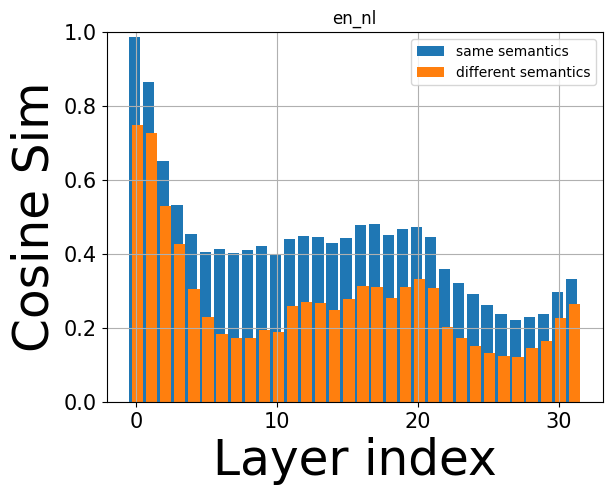 en_nl
same semantics
different semantics
Cosine Sim
1.0
0.8
0.6
0.4
0.2
0.0
0 10 20 30
Layer index